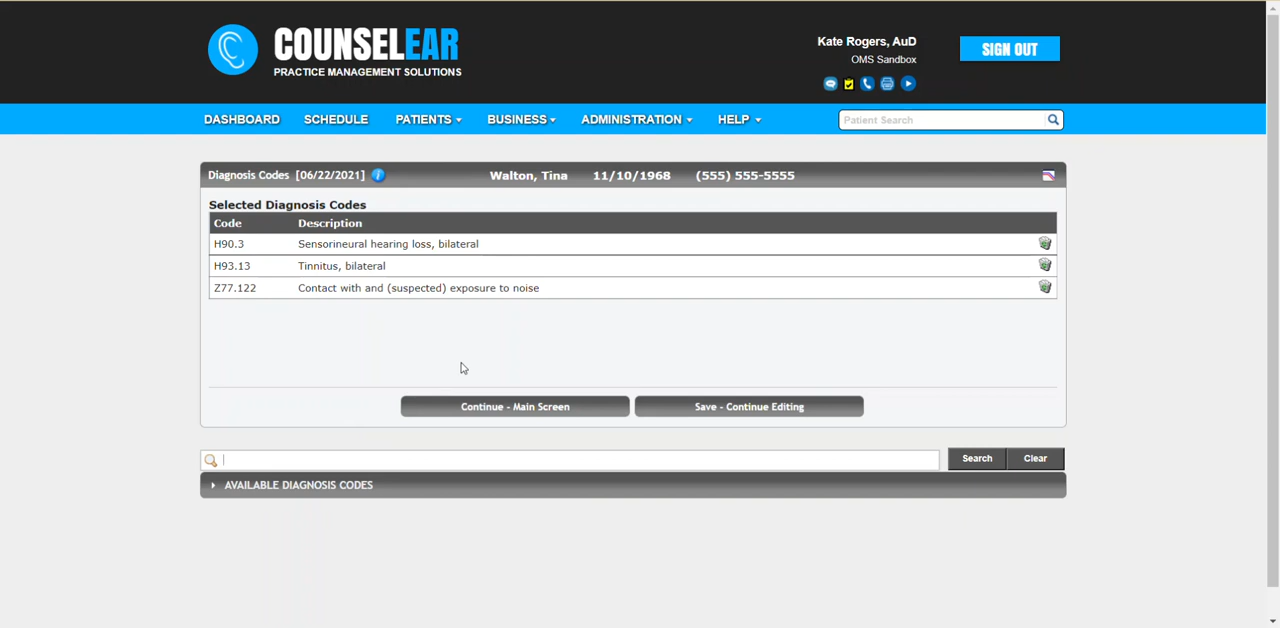 COUNSELEAR
PRACTICE MANAGEMENT SOLUTIONS
Kate Rogers, AuD
OMS Sandbox
SIGN OUT
DASHBOARD SCHEDULE PATIENTS BUSINESS ADMINISTRATION HELP Patient Search
Diagnosis Codes [06/22/2021] Walton, Tina 11/10/1968 (555) 555-5555
Selected Diagnosis Codes
Code Description
H90.3 Sensorineural hearing loss, bilateral
H93.13 Tinnitus, bilateral
Z77.122 Contact with and (suspected) exposure to noise
Continue - Main Screen Save - Continue Editing
Search Clear
AVAILABLE DIAGNOSIS CODES